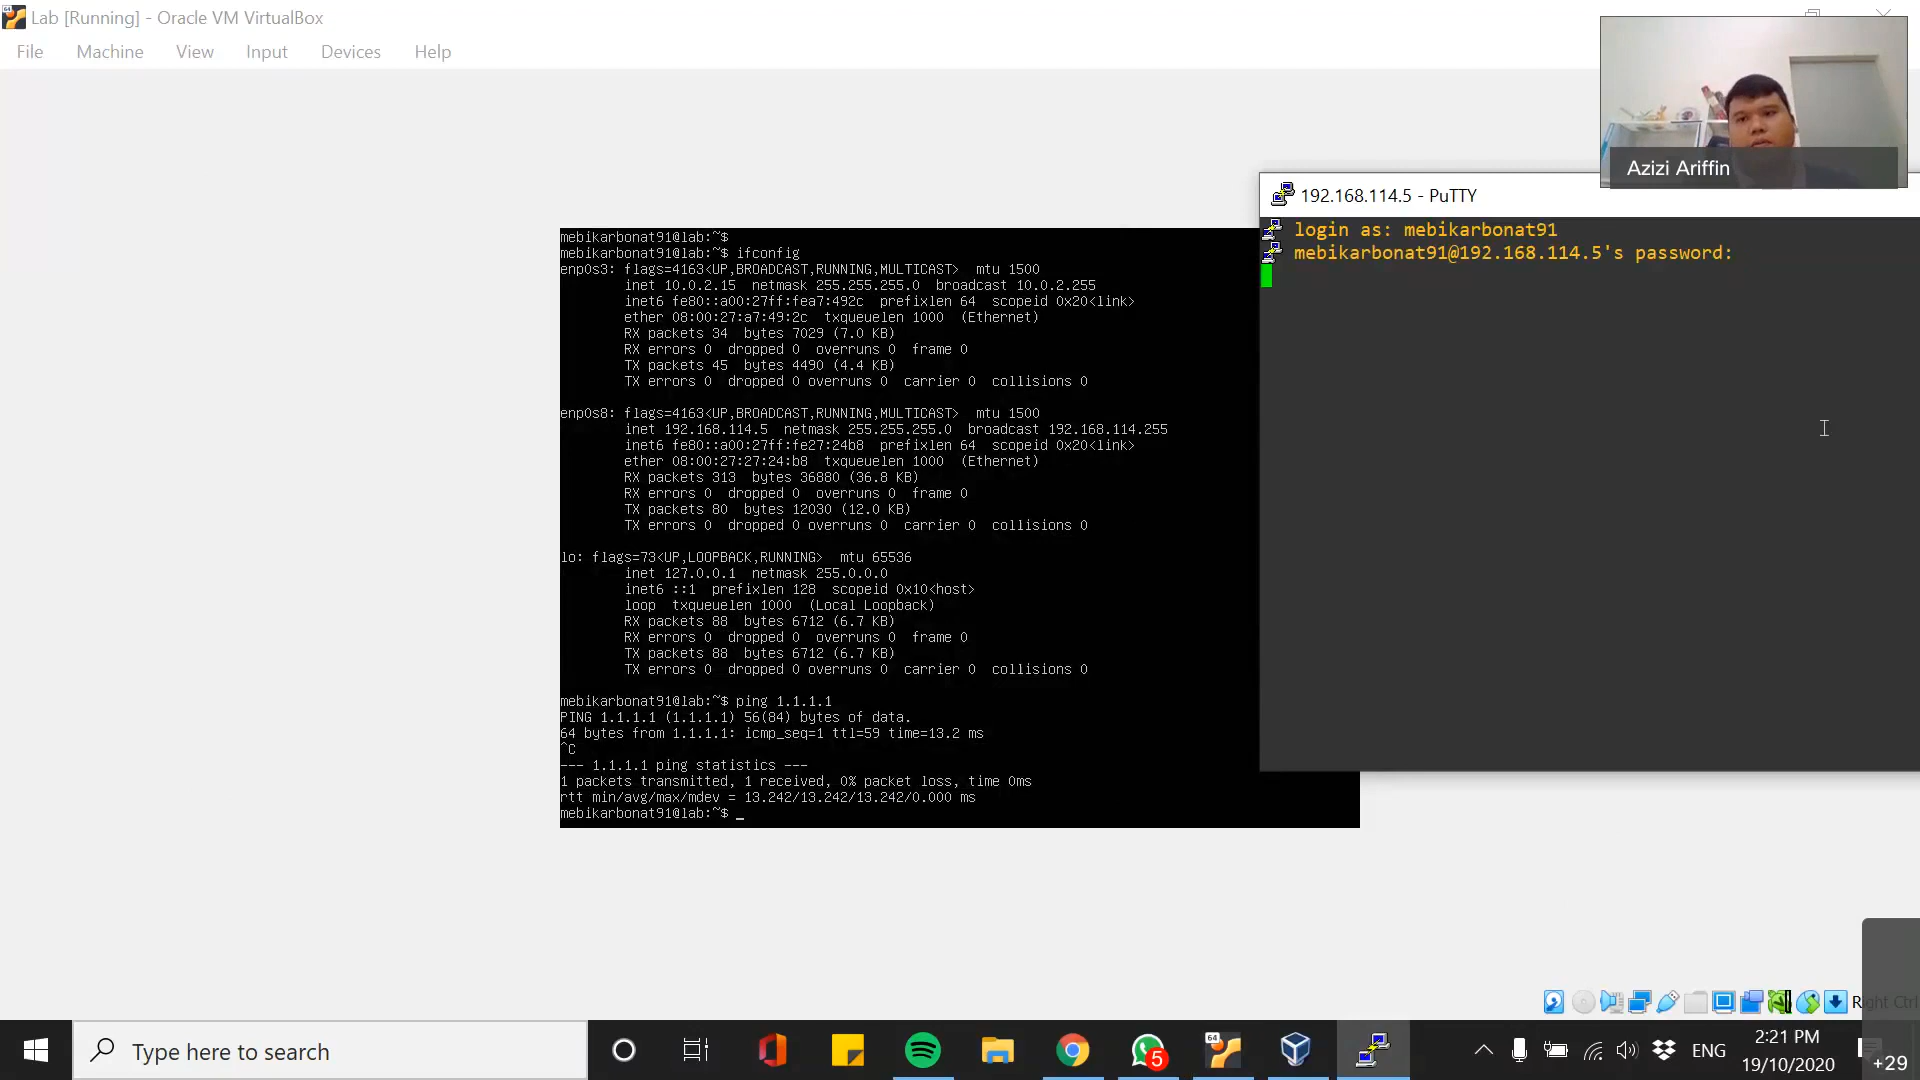 Lab [Running] - Oracle VM VirtualBox
File Machine View Input Devices Help
Azizi Ariffin
mebikarbonat91@lab:~$
mebikarbonat91@lab:~$ ifconfig
enp0s3: flags=4163<UP,BROADCAST,RUNNING,MULTICAST> mtu 1500
inet 10.0.2.15 netmask 255.255.255.0 broadcast 10.0.2.255
inet6 fe80::a00:27ff:fea7:492c prefixlen 64 scopeid 0x20<link>
ether 08:00:27:a7:49:2c txqueuelen 1000 (Ethernet)
RX packets 34 bytes 7029 (7.0 KB)
RX errors 0 dropped 0 overruns 0 frame 0
TX packets 45 bytes 4490 (4.4 KB)
TX errors 0 dropped 0 overruns 0 carrier 0 collisions 0
enp0s8: flags=4163<UP,BROADCAST,RUNNING,MULTICAST> mtu 1500
inet 192.168.114.5 netmask 255.255.255.0 broadcast 192.168.114.255
inet6 fe80::a00:27ff:fe27:24b8 prefixlen 64 scopeid 0x20<link>
ether 08:00:27:27:24:b8 txqueuelen 1000 (Ethernet)
RX packets 313 bytes 36880 (36.8 KB)
RX errors 0 dropped 0 overruns 0 frame 0
TX packets 80 bytes 12030 (12.0 KB)
TX errors 0 dropped 0 overruns 0 carrier 0 collisions 0
lo: flags=73<UP,LOOPBACK,RUNNING> mtu 65536
inet 127.0.0.1 netmask 255.0.0.0
inet6 ::1 prefixlen 128 scopeid 0x10<host>
loop txqueuelen 1000 (Local Loopback)
RX packets 88 bytes 6712 (6.7 KB)
RX errors 0 dropped 0 overruns 0 frame 0
TX packets 88 bytes 6712 (6.7 KB)
TX errors 0 dropped 0 overruns 0 carrier 0 collisions 0
mebikarbonat91@lab:~$ ping 1.1.1.1
PING 1.1.1.1 (1.1.1.1) 56(84) bytes of data.
64 bytes from 1.1.1.1: icmp_seq=1 ttl=59 time=13.2 ms
^C
--- 1.1.1.1 ping statistics ---
1 packets transmitted, 1 received, 0% packet loss, time 0ms
rtt min/avg/max/mdev = 13.242/13.242/13.242/0.000 ms
mebikarbonat91@lab:~$ _
192.168.114.5 - PuTTY
login as: mebikarbonat91
mebikarbonat91@192.168.114.5's password:
Right Ctrl
Type here to search
5
64
ENG
2:21 PM
19/10/2020
+29